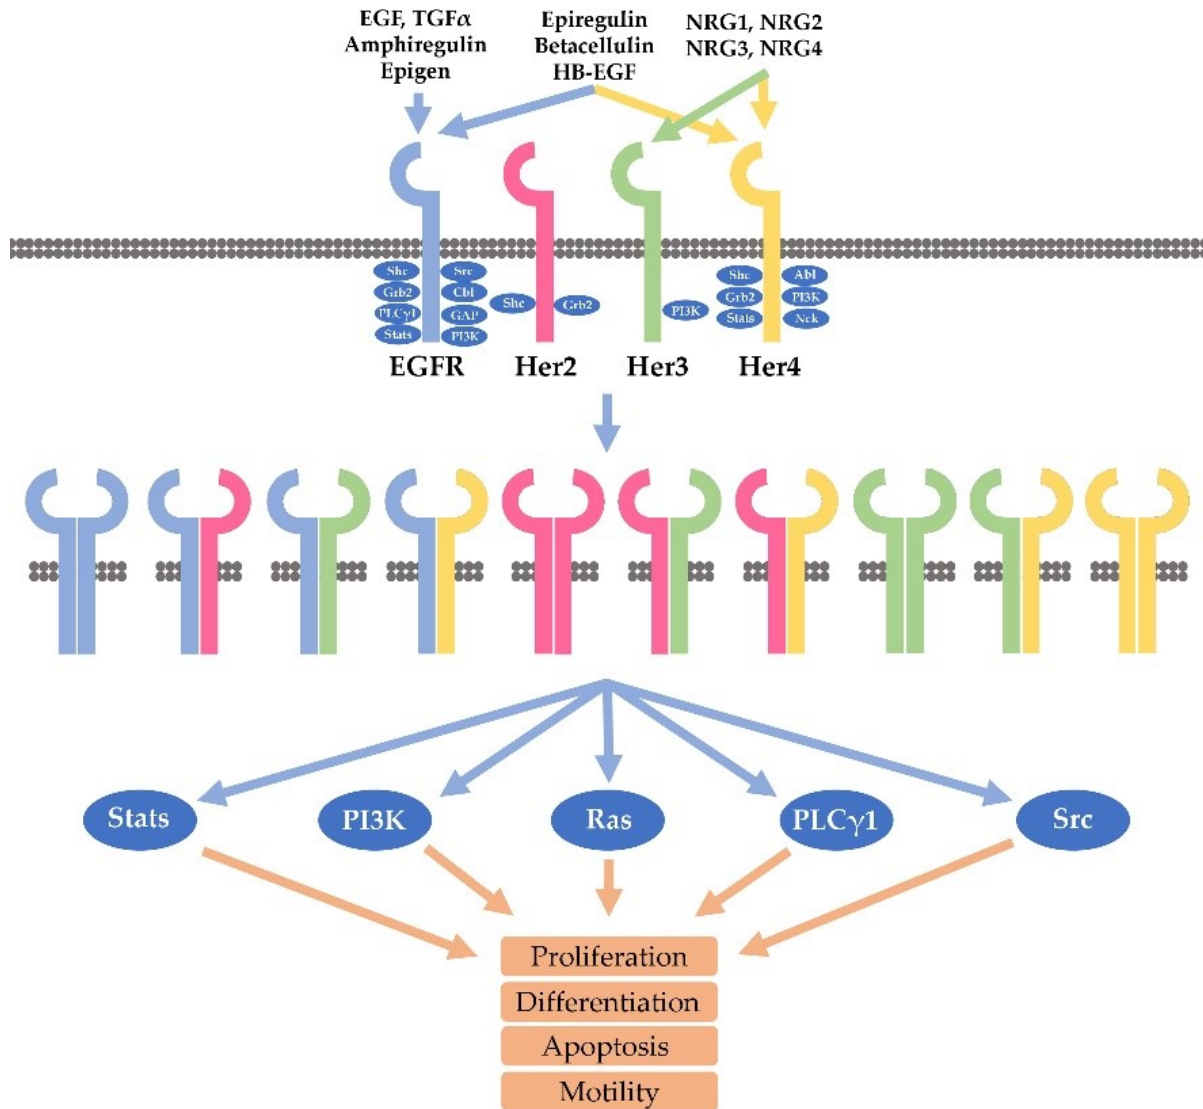 EGF, TGFα
Amphiregulin
Epigen
Epiregulin
Betacellulin
HB-EGF
NRG1, NRG2
NRG3, NRG4
Shc
Src
Grb2
Cbl
PLCγ1
GAP
Stats
PI3K
Shc
Grb2
PI3K
Shc
Abl
Grb2
PI3K
Stats
Nck
EGFR
Her2
Her3
Her4
Stats
PI3K
Ras
PLCγ1
Src
Proliferation
Differentiation
Apoptosis
Motility